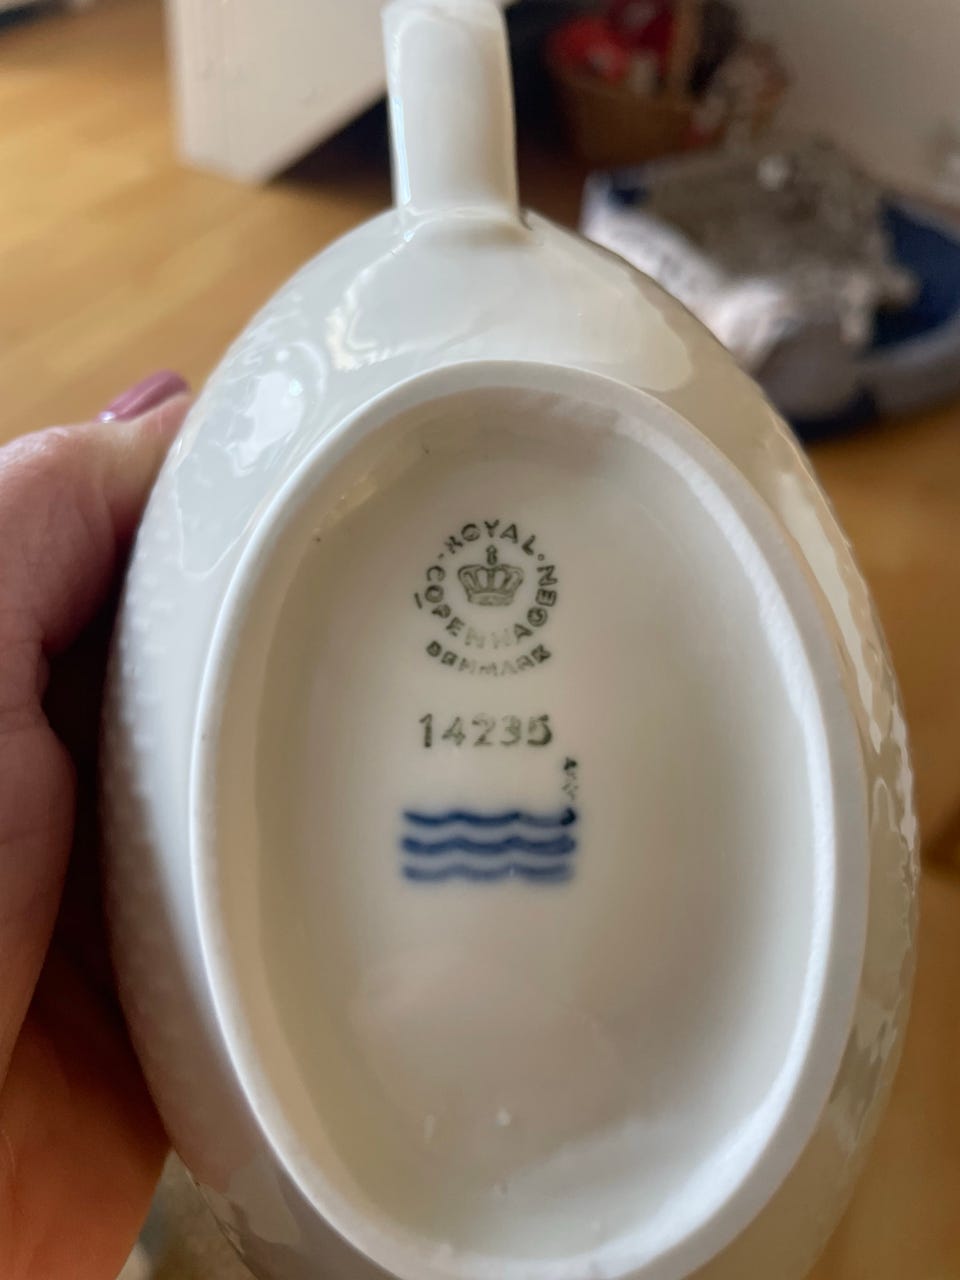 ROYAL
COPENHAGEN
DENMARK
14235